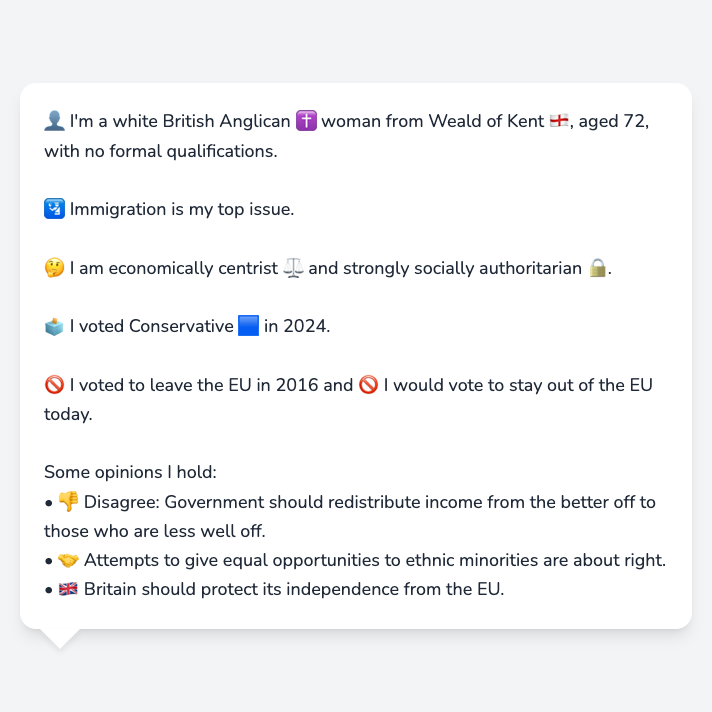 👤 I'm a white British Anglican ✝️ woman from Weald of Kent 🏴󠁧󠁢󠁥󠁮󠁧󠁿, aged 72,
with no formal qualifications.
🛂 Immigration is my top issue.
🤔 I am economically centrist ⚖️ and strongly socially authoritarian 🔒.
🗳️ I voted Conservative 🟦 in 2024.
🚫 I voted to leave the EU in 2016 and 🚫 I would vote to stay out of the EU
today.
Some opinions I hold:
• 👎 Disagree: Government should redistribute income from the better off to
those who are less well off.
• 🤝 Attempts to give equal opportunities to ethnic minorities are about right.
• 🇬🇧 Britain should protect its independence from the EU.